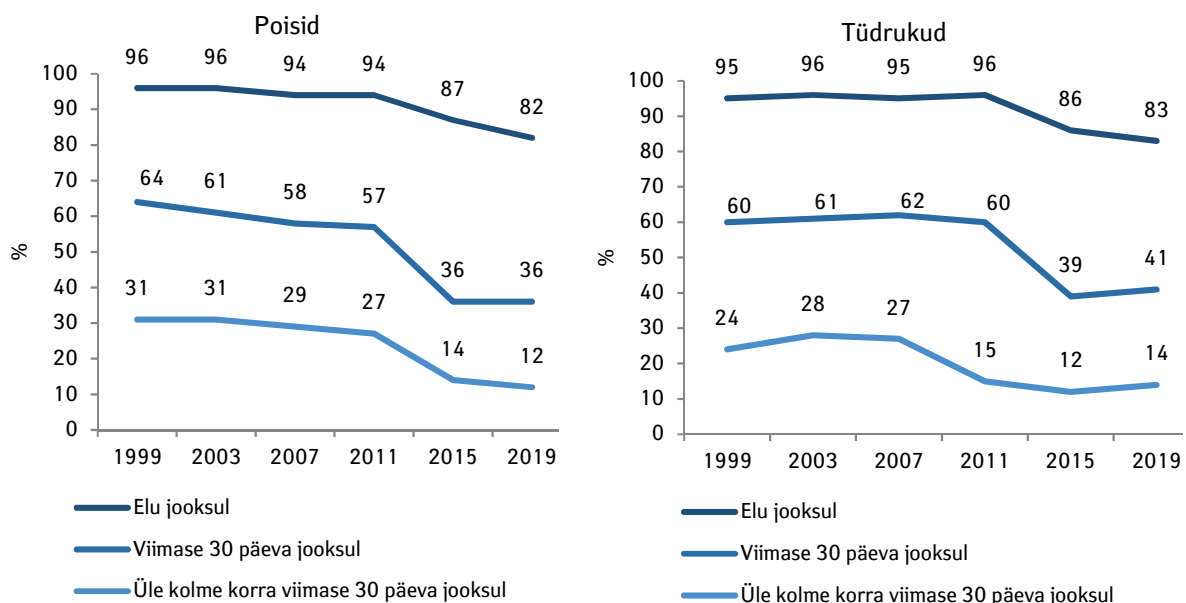 Poisid
96 96 94 94 87 82
100
90
80
70
60
50
40
30
20
10
0
%
64 61 58 57 36 36
31 31 29 27 14 12
1999 2003 2007 2011 2015 2019
Elu jooksul
Viimase 30 päeva jooksul
Üle kolme korra viimase 30 päeva jooksul
Tüdrukud
95 96 95 96 86 83
100
90
80
70
60
50
40
30
20
10
0
%
60 61 62 60 39 41
24 28 27 15 12 14
1999 2003 2007 2011 2015 2019
Elu jooksul
Viimase 30 päeva jooksul
Üle kolme korra viimase 30 päeva jooksul